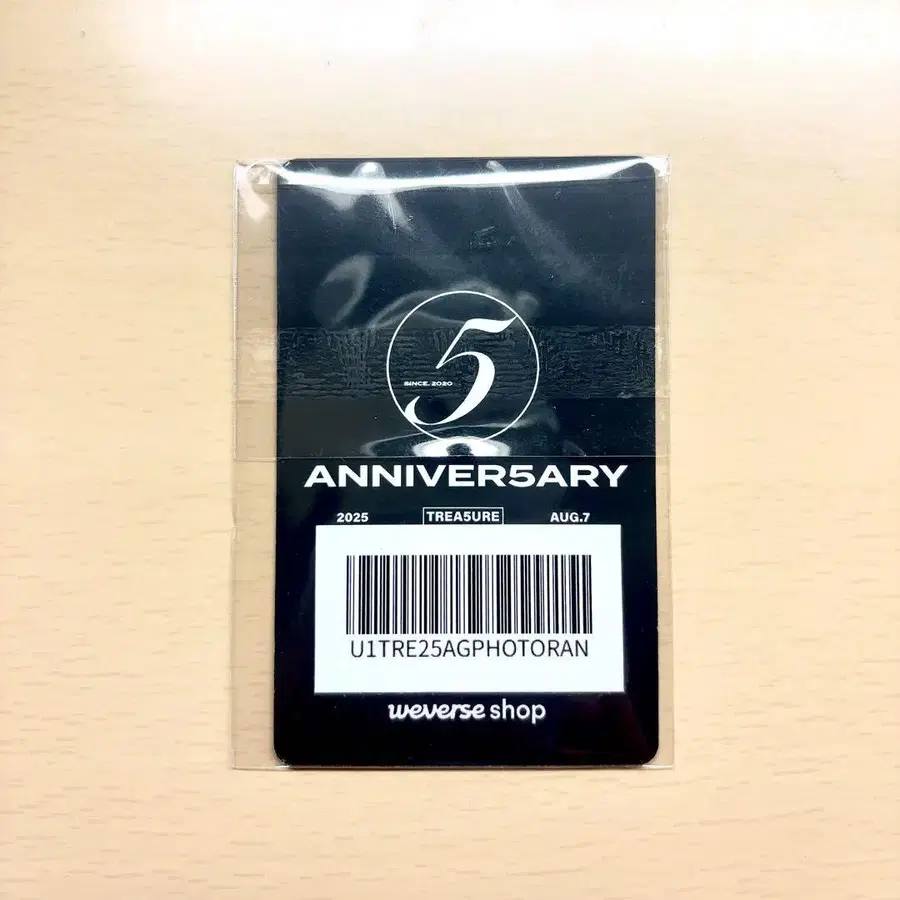 5
SINCE. 2020
ANNIVER5ARY
2025 TREA5URE AUG.7
U1TRE25AGPHOTORAN
weverse shop